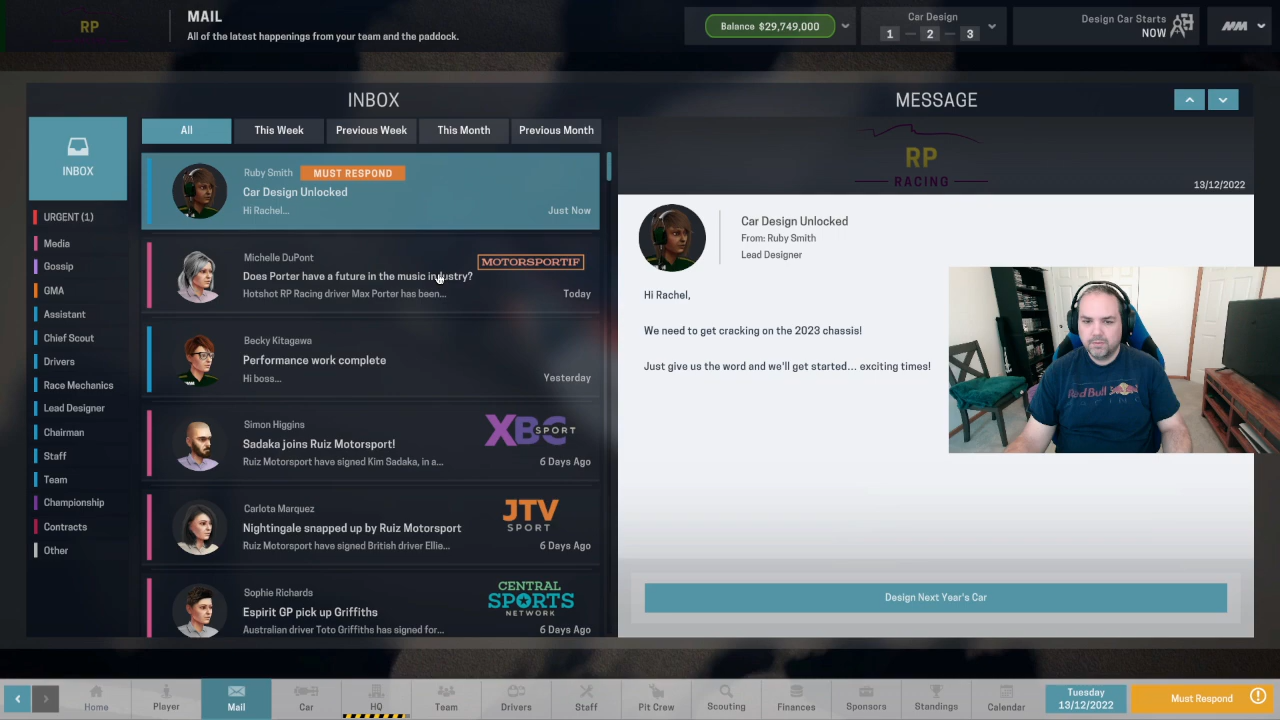 RP
MAIL
All of the latest happenings from your team and the paddock.
Balance $29,749,000
Car Design
1 — 2 — 3
Design Car Starts
NOW
INBOX
MESSAGE
INBOX
All
This Week
Previous Week
This Month
Previous Month
URGENT (1)
Media
Gossip
GMA
Assistant
Chief Scout
Drivers
Race Mechanics
Lead Designer
Chairman
Staff
Team
Championship
Contracts
Other
Ruby Smith
MUST RESPOND
Car Design Unlocked
Hi Rachel...
Just Now
Michelle DuPont
MOTORSPORTIF
Does Porter have a future in the music industry?
Hotshot RP Racing driver Max Porter has been...
Today
Becky Kitagawa
Performance work complete
Hi boss...
Yesterday
Simon Higgins
XBC SPORT
Sadaka joins Ruiz Motorsport!
Ruiz Motorsport have signed Kim Sadaka, in a...
6 Days Ago
Carlota Marquez
JTV
SPORT
Nightingale snapped up by Ruiz Motorsport
Ruiz Motorsport have signed British driver Ellie...
6 Days Ago
Sophie Richards
CENTRAL
SPORTS
NETWORK
Espirit GP pick up Griffiths
Australian driver Toto Griffiths has signed for...
6 Days Ago
RP
RACING
13/12/2022
Car Design Unlocked
From: Ruby Smith
Lead Designer
Hi Rachel,
We need to get cracking on the 2023 chassis!
Just give us the word and we'll get started... exciting times!
Red Bull
Design Next Year's Car
Home
Player
Mail
Car
HQ
Team
Drivers
Staff
Pit Crew
Scouting
Finances
Sponsors
Standings
Calendar
Tuesday
13/12/2022
Must Respond